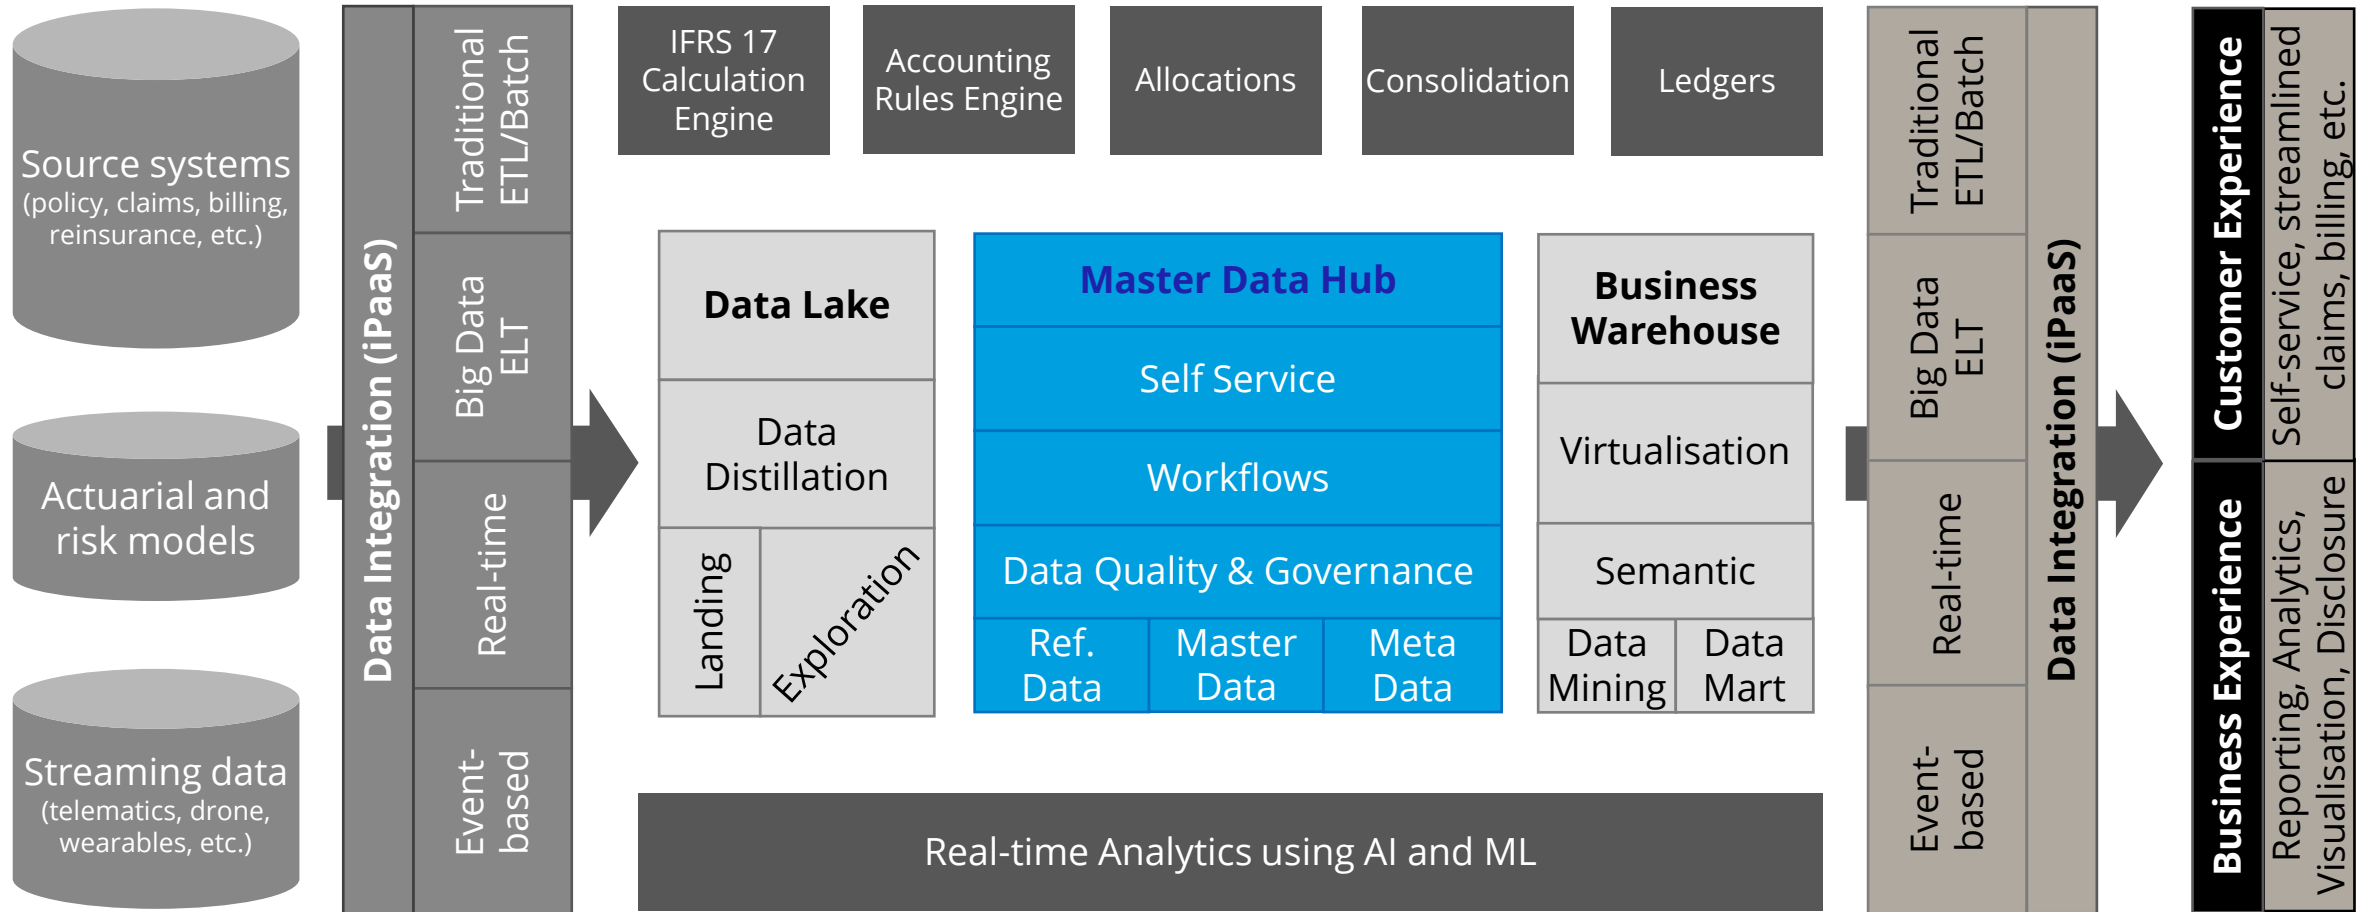 Source systems
(policy, claims, billing,
reinsurance, etc.)
Actuarial and
risk models
Streaming data
(telematics, drone,
wearables, etc.)
Data Integration (iPaaS)
Traditional
ETL/Batch
Big Data
ELT
Real-time
Event-
based
IFRS 17
Calculation
Engine
Accounting
Rules Engine
Allocations
Consolidation
Ledgers
Data Lake
Data
Distillation
Landing
Exploration
Master Data Hub
Self Service
Workflows
Data Quality & Governance
Ref.
Data
Master
Data
Meta
Data
Business
Warehouse
Virtualisation
Semantic
Data
Mining
Data
Mart
Real-time Analytics using AI and ML
Traditional
ETL/Batch
Big Data
ELT
Real-time
Event-
based
Data Integration (iPaaS)
Customer Experience
Self-service, streamlined
claims, billing, etc.
Business Experience
Reporting, Analytics,
Visualisation, Disclosure